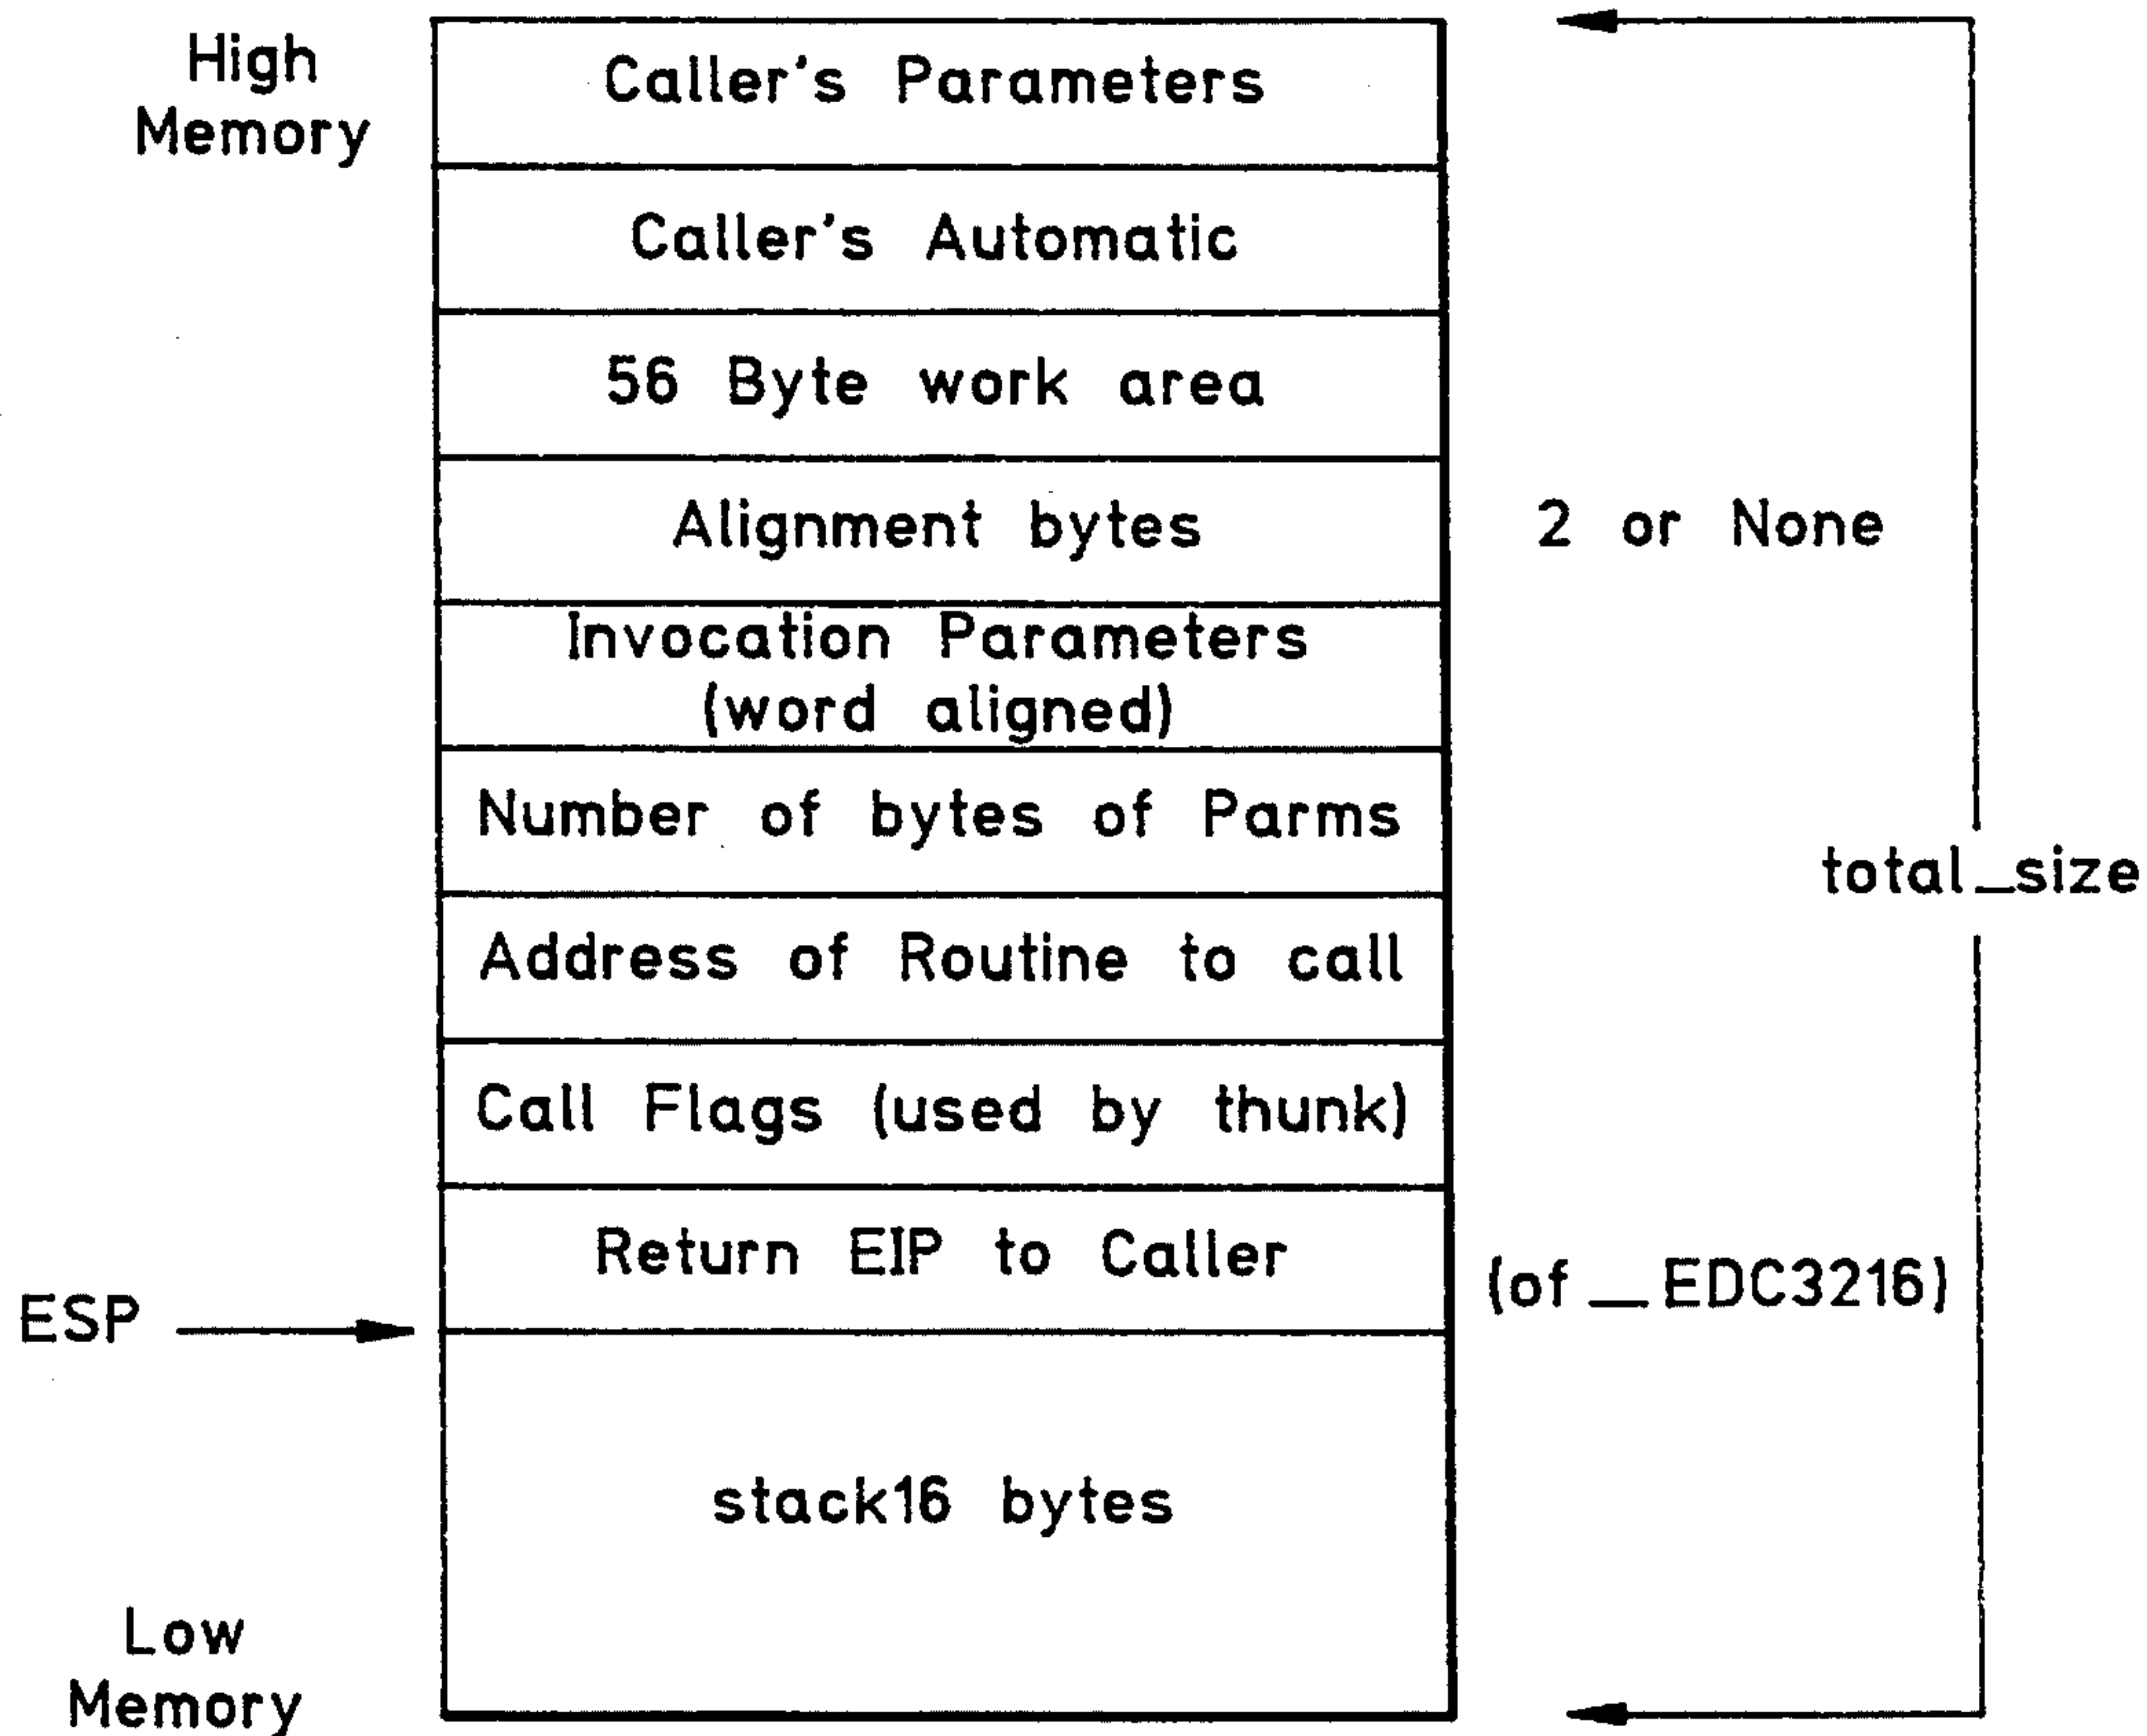 High
Memory
Caller's Parameters
Caller's Automatic
56 Byte work area
Alignment bytes
2 or None
Invocation Parameters
(word aligned)
Number of bytes of Parms
total_size
Address of Routine to call
Call Flags (used by thunk)
Return EIP to Caller
(of _EDC3216)
ESP
stack16 bytes
Low
Memory